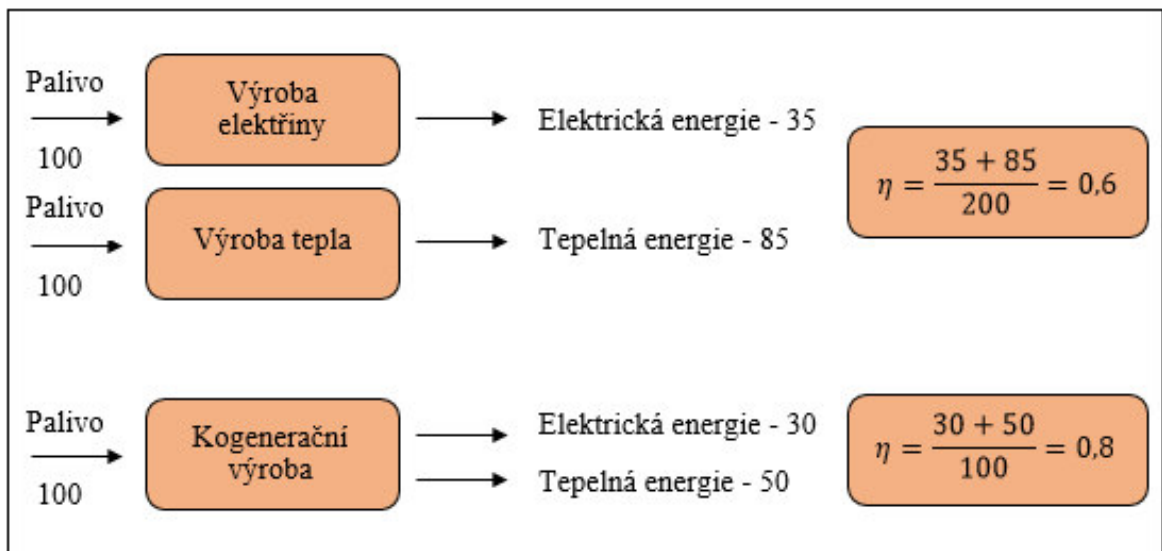 Palivo
100
Výroba
elektřiny
Elektrická energie - 35
Palivo
100
Výroba tepla
Tepelná energie - 85
η = (35 + 85)/200 = 0,6
Palivo
100
Kogenerační
výroba
Elektrická energie - 30
Tepelná energie - 50
η = (30 + 50)/100 = 0,8